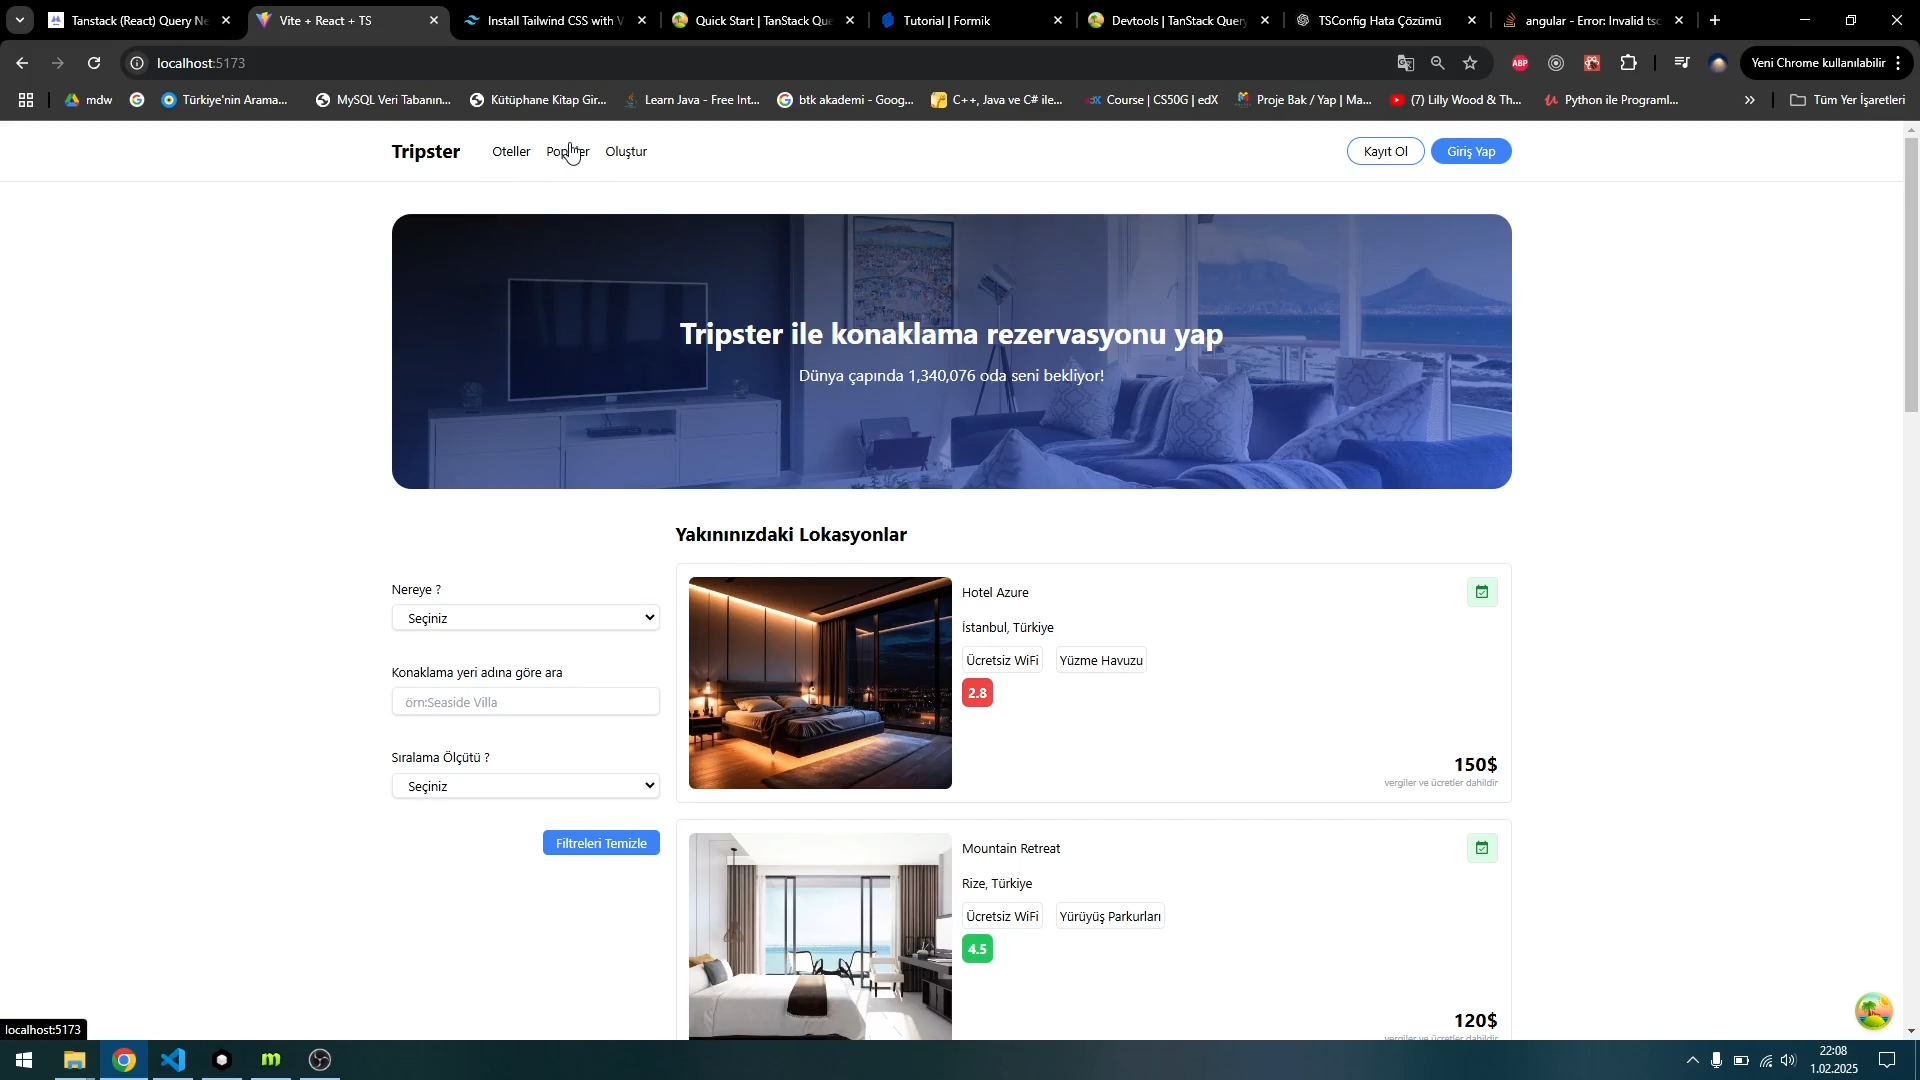 Tanstack (React) Query Ne
Vite + React + TS
Install Tailwind CSS with V
Quick Start | TanStack Que
Tutorial | Formik
Devtools | TanStack Query
TSConfig Hata Çözümü
angular - Error: Invalid tsc
localhost:5173
ABP
Yeni Chrome kullanılabilir
mdw
Türkiye'nin Arama...
MySQL Veri Tabanın...
Kütüphane Kitap Gir...
Learn Java - Free Int...
btk akademi - Goog...
C++, Java ve C# ile...
Course | CS50G | edX
Proje Bak / Yap | Ma...
(7) Lilly Wood & Th...
Python ile Programl...
Tüm Yer İşaretleri
Tripster
Oteller
Oluştur
Kayıt Ol
Giriş Yap
Tripster ile konaklama rezervasyonu yap
Dünya çapında 1,340,076 oda seni bekliyor!
Yakınınızdaki Lokasyonlar
Nereye ?
Seçiniz
Konaklama yeri adına göre ara
örn:Seaside Villa
Sıralama Ölçütü ?
Seçiniz
Filtreleri Temizle
Hotel Azure
İstanbul, Türkiye
Ücretsiz WiFi
Yüzme Havuzu
2.8
150$
vergiler ve ücretler dahildir
Mountain Retreat
Rize, Türkiye
Ücretsiz WiFi
Yürüyüş Parkurları
4.5
120$
vergiler ve ücretler dahildir
localhost:5173
22:08
1.02.2025